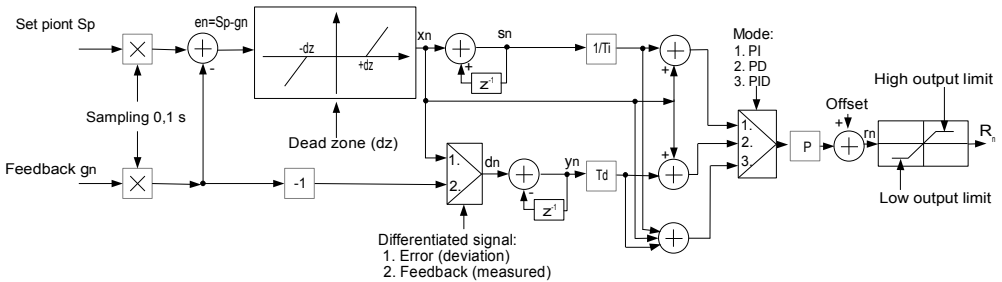 Set piont Sp
en=Sp-gn
-
-dz
+dz
xn
+
sn
z⁻¹
1/Ti
+
Mode:
1. PI
2. PD
3. PID
High output limit
Sampling 0,1 s
Dead zone (dz)
Offset
+
rn
Rn
1.
2.
3.
P
Feedback gn
-1
1.
2.
dn
-
yn
z⁻¹
Td
+
Low output limit
Differentiated signal:
1. Error (deviation)
2. Feedback (measured)